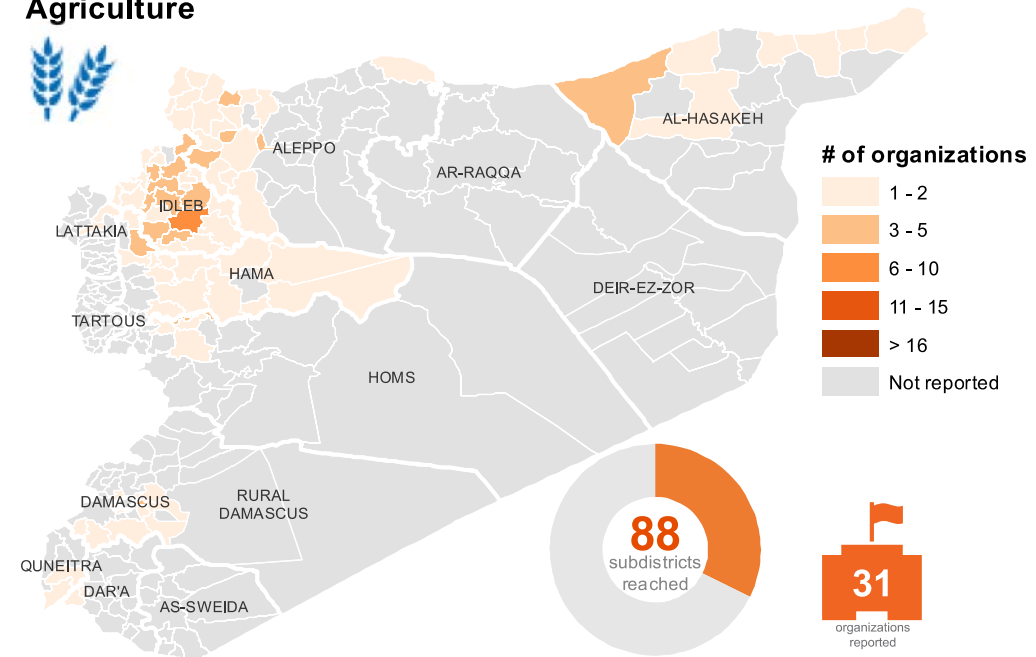 Agriculture
ALEPPO
AL-HASAKEH
AR-RAQQA
IDLEB
LATTAKIA
HAMA
DEIR-EZ-ZOR
TARTOUS
HOMS
DAMASCUS
RURAL
DAMASCUS
QUNEITRA
DAR'A
AS-SWEIDA
# of organizations
1 - 2
3 - 5
6 - 10
11 - 15
> 16
Not reported
88
subdistricts
reached
31
organizations
reported